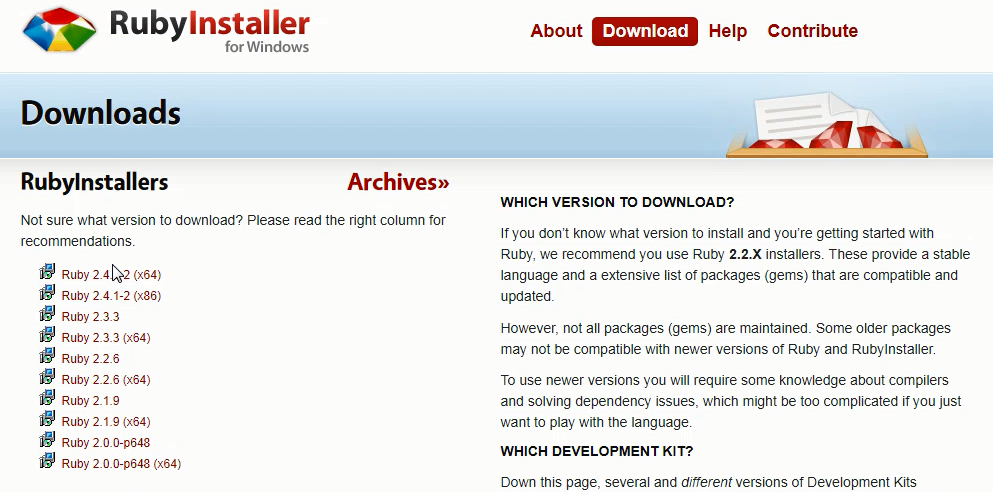 RubyInstaller
for Windows
About Download Help Contribute
Downloads
RubyInstallers
Archives»
Not sure what version to download? Please read the right column for
recommendations.
Ruby 2.4.1-2 (x64)
Ruby 2.4.1-2 (x86)
Ruby 2.3.3
Ruby 2.3.3 (x64)
Ruby 2.2.6
Ruby 2.2.6 (x64)
Ruby 2.1.9
Ruby 2.1.9 (x64)
Ruby 2.0.0-p648
Ruby 2.0.0-p648 (x64)
WHICH VERSION TO DOWNLOAD?
If you don’t know what version to install and you’re getting started with
Ruby, we recommend you use Ruby 2.2.X installers. These provide a stable
language and a extensive list of packages (gems) that are compatible and
updated.
However, not all packages (gems) are maintained. Some older packages
may not be compatible with newer versions of Ruby and RubyInstaller.
To use newer versions you will require some knowledge about compilers
and solving dependency issues, which might be too complicated if you just
want to play with the language.
WHICH DEVELOPMENT KIT?
Down this page, several and different versions of Development Kits